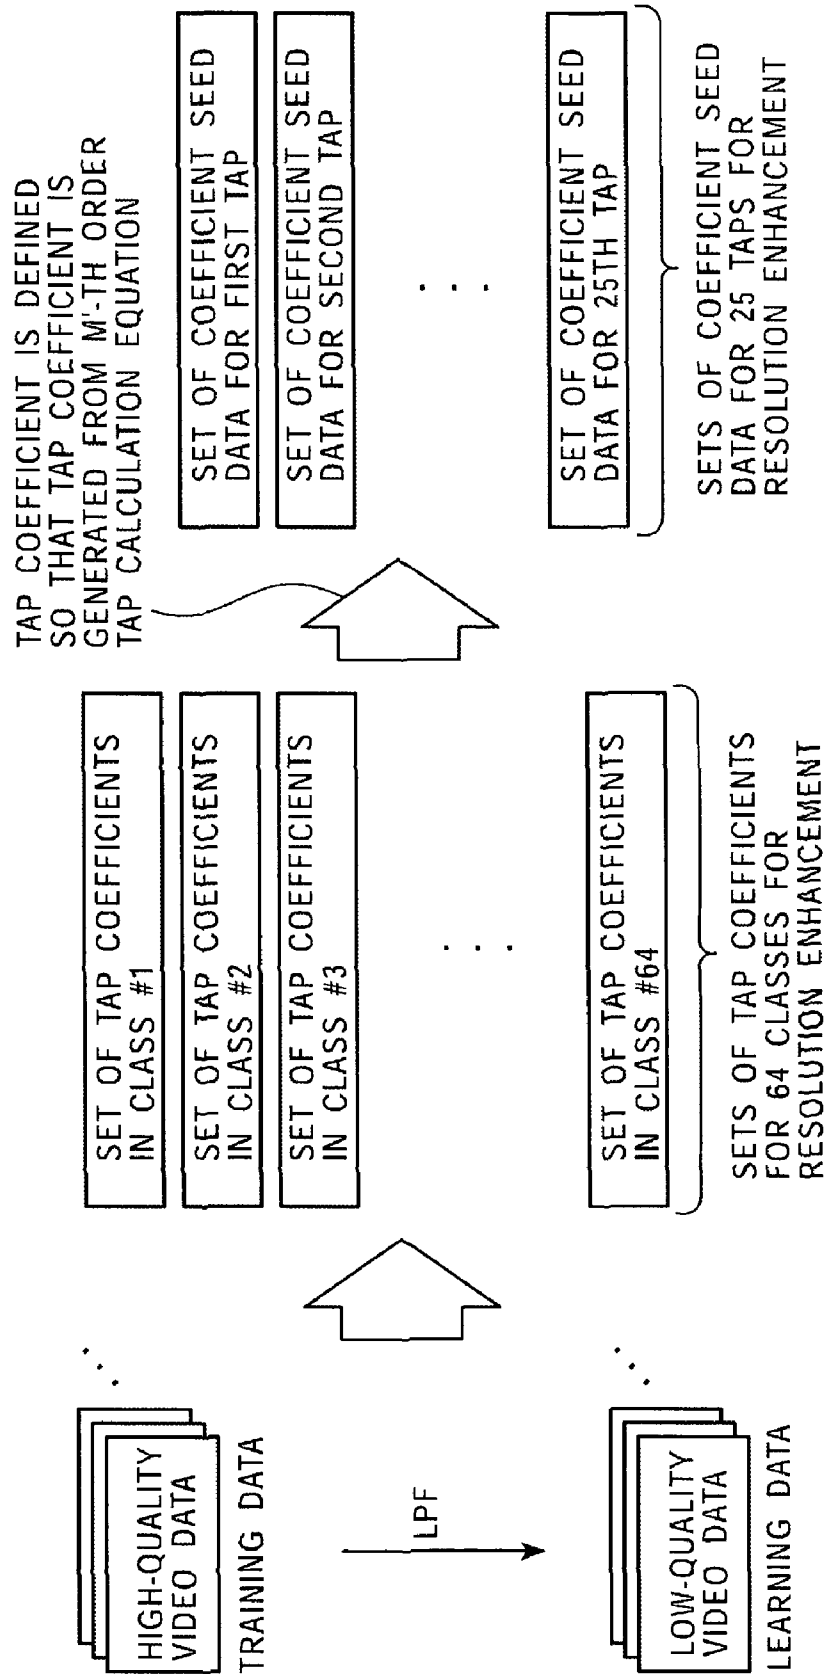 HIGH-QUALITY
VIDEO DATA
TRAINING DATA
LPF
LOW-QUALITY
VIDEO DATA
LEARNING DATA
SET OF TAP COEFFICIENTS
IN CLASS #1
SET OF TAP COEFFICIENTS
IN CLASS #2
SET OF TAP COEFFICIENTS
IN CLASS #3
. . .
SET OF TAP COEFFICIENTS
IN CLASS #64
SETS OF TAP COEFFICIENTS
FOR 64 CLASSES FOR
RESOLUTION ENHANCEMENT
TAP COEFFICIENT IS DEFINED
SO THAT TAP COEFFICIENT IS
GENERATED FROM M'-TH ORDER
TAP CALCULATION EQUATION
SET OF COEFFICIENT SEED
DATA FOR FIRST TAP
SET OF COEFFICIENT SEED
DATA FOR SECOND TAP
. . .
SET OF COEFFICIENT SEED
DATA FOR 25TH TAP
SETS OF COEFFICIENT SEED
DATA FOR 25 TAPS FOR
RESOLUTION ENHANCEMENT